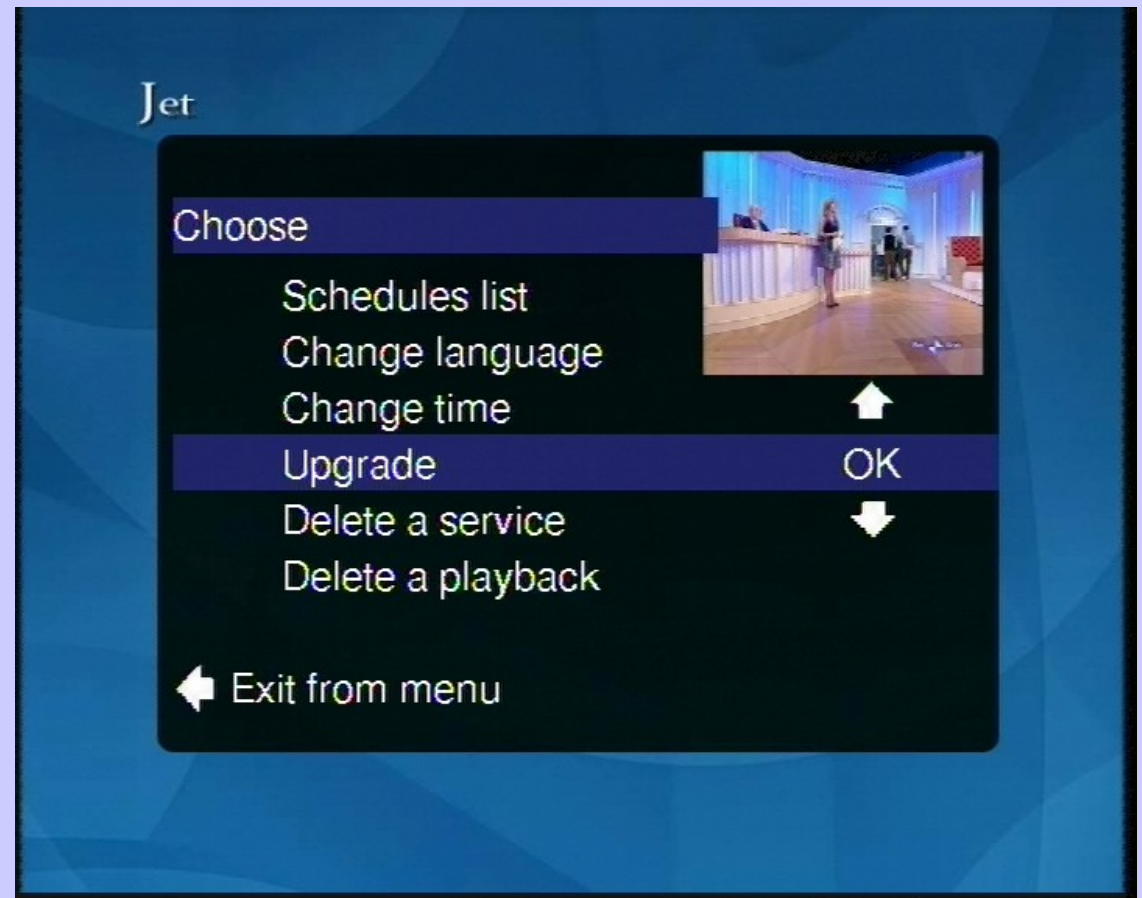 Jet
Choose
Schedules list
Change language
Change time
Upgrade OK
Delete a service
Delete a playback
Exit from menu